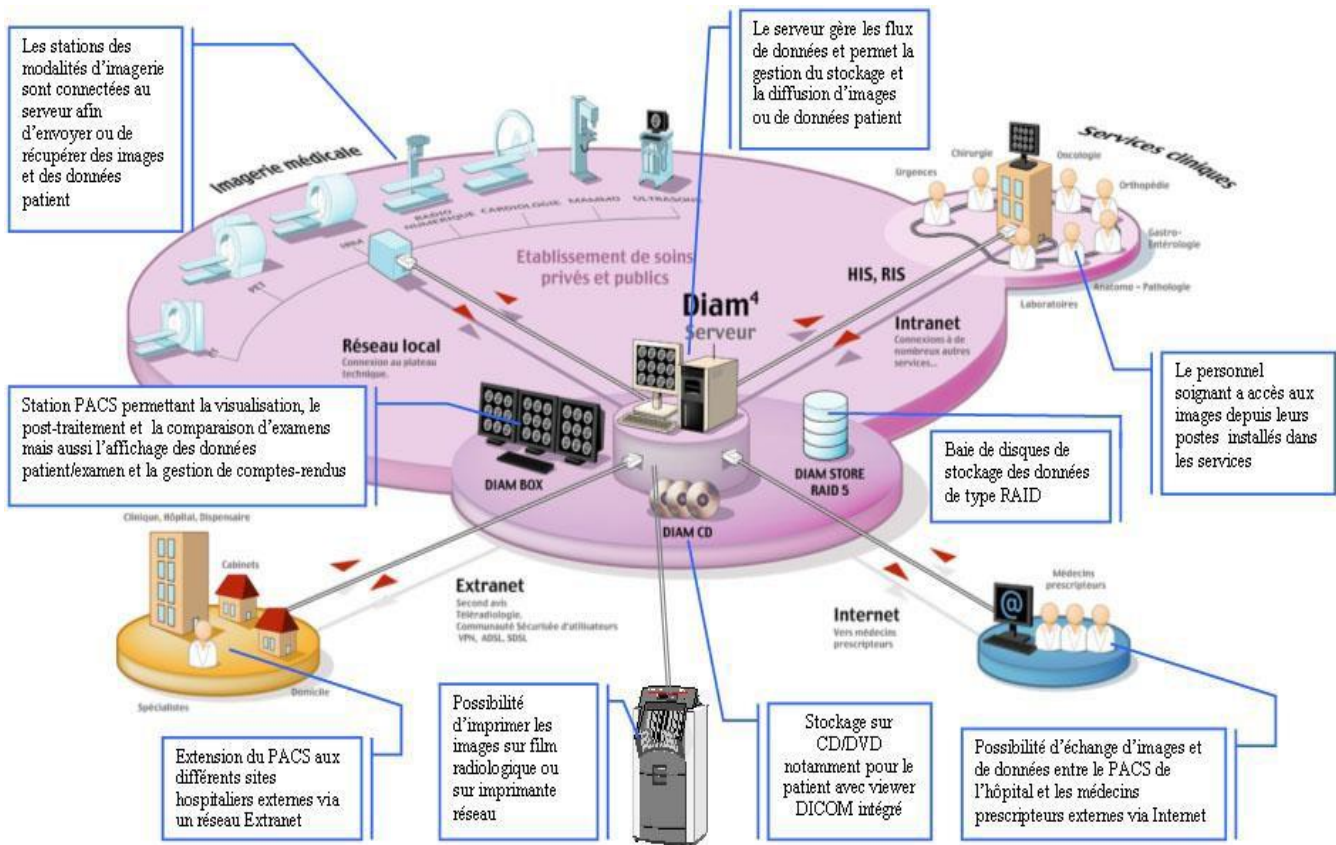 Les stations des
modalités d'imagerie
sont connectées au
serveur afin
d'envoyer ou de
récupérer des images
et des données
patient
Le serveur gère les flux
de données et permet la
gestion du stockage et
la diffusion d'images
ou de données patient
Imagerie médicale
Services cliniques
Chirurgie
Oncologie
Urgences
Orthopédie
Gastro-
Entérologie
Anatomo - Pathologie
Laboratoires
PET
IRM
RADIO
NUMERIQUE
CARDIOLOGIE
MAMMO
ULTRASONS
Etablissement de soins
privés et publics
HIS, RIS
Diam⁴
Serveur
Réseau local
Connexion au plateau
technique.
Intranet
Connexions à de
nombreux autres
services...
Le personnel
soignant a accès aux
images depuis leurs
postes installés dans
les services
Station PACS permettant la visualisation, le
post-traitement et la comparaison d'examens
mais aussi l'affichage des données
patient/examen et la gestion de comptes-rendus
DIAM BOX
DIAM STORE
RAID 5
Baie de disques de
stockage des données
de type RAID
DIAM CD
Clinique, Hôpital, Dispensaire
Cabinets
Domicile
Spécialistes
Extranet
Second avis
Téléradiologie,
Communauté Sécurisée d'utilisateurs
VPN, ADSL, SDSL
Internet
Vers médecins
prescripteurs
Médecins
prescripteurs
@
Extension du PACS aux
différents sites
hospitaliers externes via
un réseau Extranet
Possibilité
d'imprimer les
images sur film
radiologique ou
sur imprimante
réseau
Stockage sur
CD/DVD
notamment pour le
patient avec viewer
DICOM intégré
Possibilité d'échange d'images et
de données entre le PACS de
l'hôpital et les médecins
prescripteurs externes via Internet